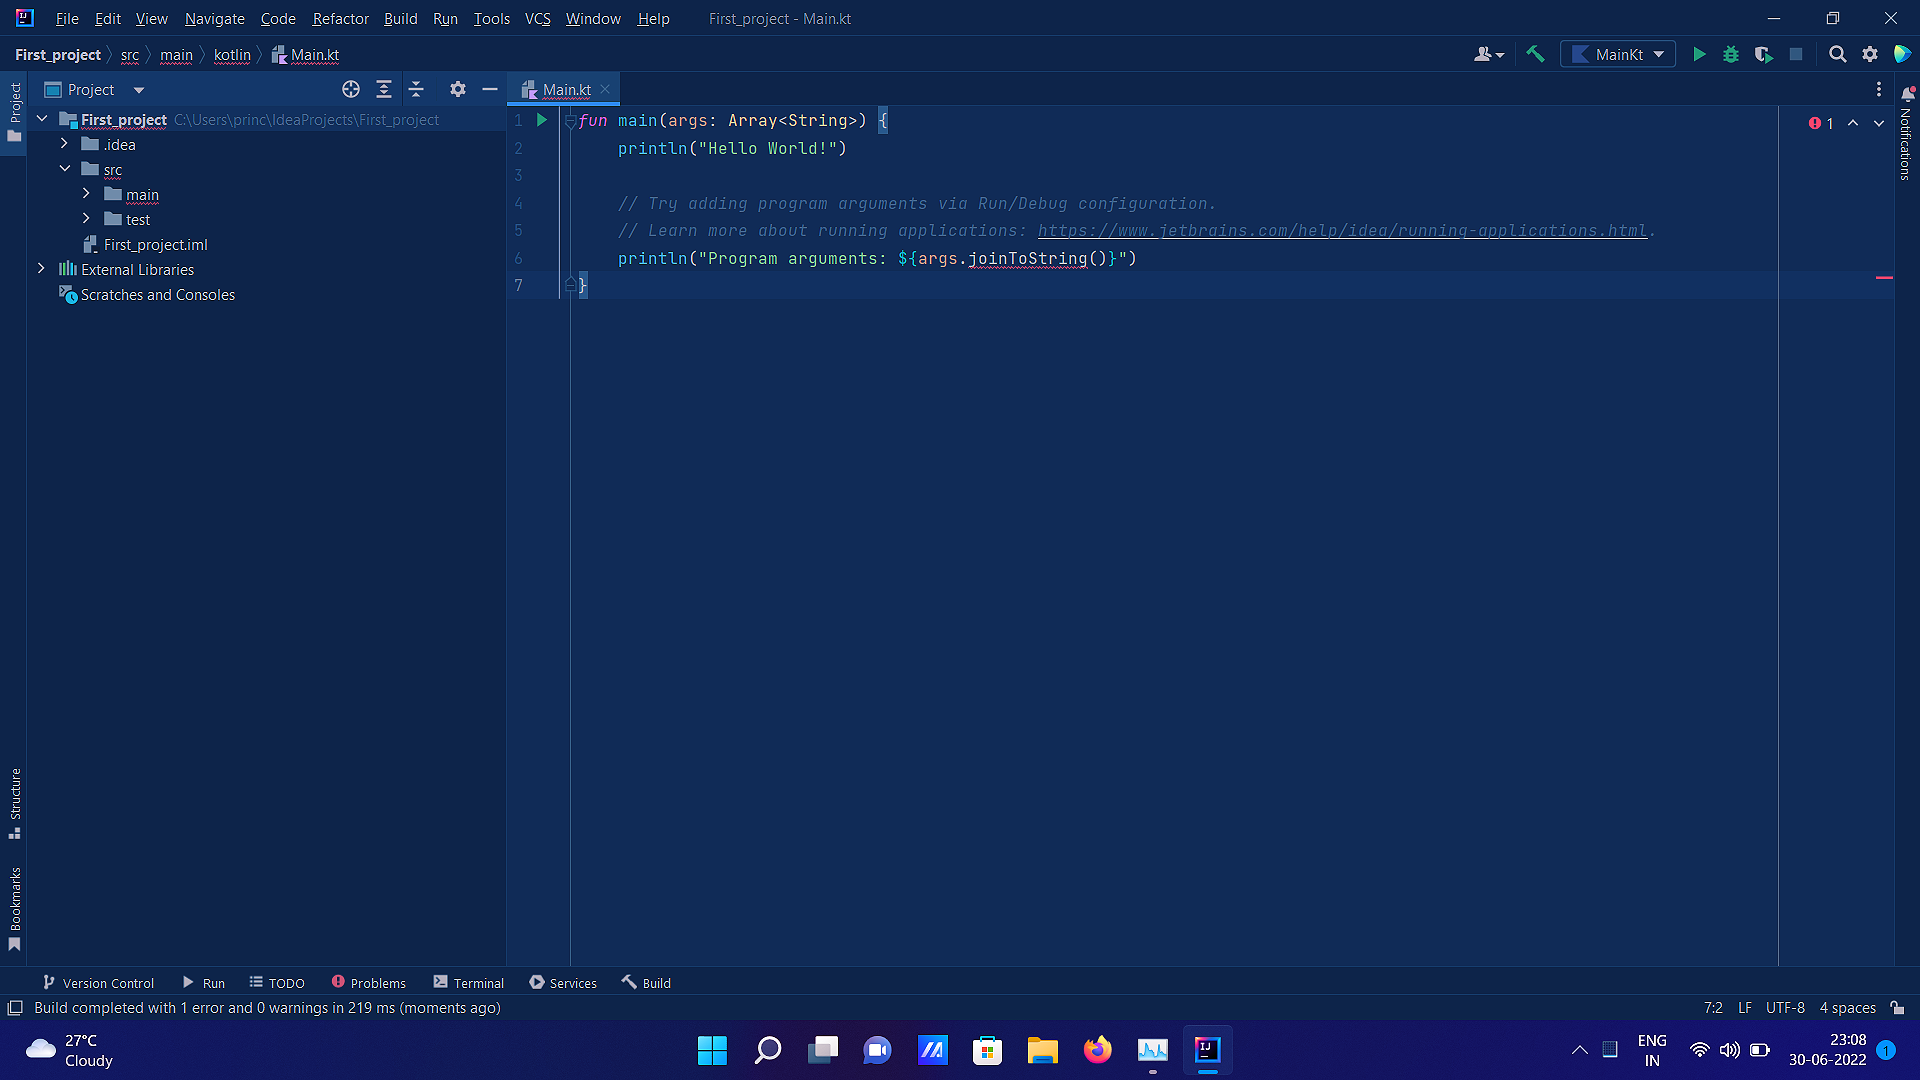 File Edit View Navigate Code Refactor Build Run Tools VCS Window Help First_project - Main.kt
First_project src main kotlin Main.kt MainKt
Project
Project
First_project C:\Users\princ\IdeaProjects\First_project
.idea
src
main
test
First_project.iml
External Libraries
Scratches and Consoles
Main.kt
1 fun main(args: Array<String>) {
2 println("Hello World!")
3
4 // Try adding program arguments via Run/Debug configuration.
5 // Learn more about running applications: https://www.jetbrains.com/help/idea/running-applications.html.
6 println("Program arguments: ${args.joinToString()}")
7 }
1
Notifications
Structure
Bookmarks
Version Control Run TODO Problems Terminal Services Build
Build completed with 1 error and 0 warnings in 219 ms (moments ago) 7:2 LF UTF-8 4 spaces
27°C
Cloudy
IJ
ENG
IN
23:08
30-06-2022
1